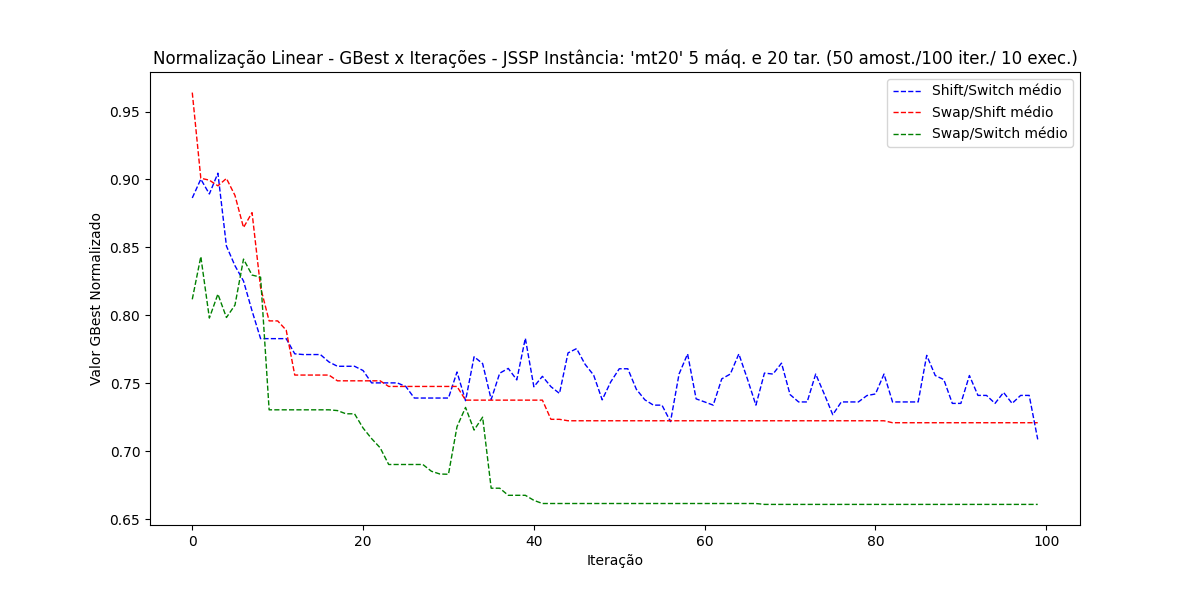 Normalização Linear - GBest x Iterações - JSSP Instância: 'mt20' 5 máq. e 20 tar. (50 amost./100 iter./ 10 exec.)
Shift/Switch médio
Swap/Shift médio
Swap/Switch médio
Valor GBest Normalizado
0.95
0.90
0.85
0.80
0.75
0.70
0.65
0 20 40 60 80 100
Iteração